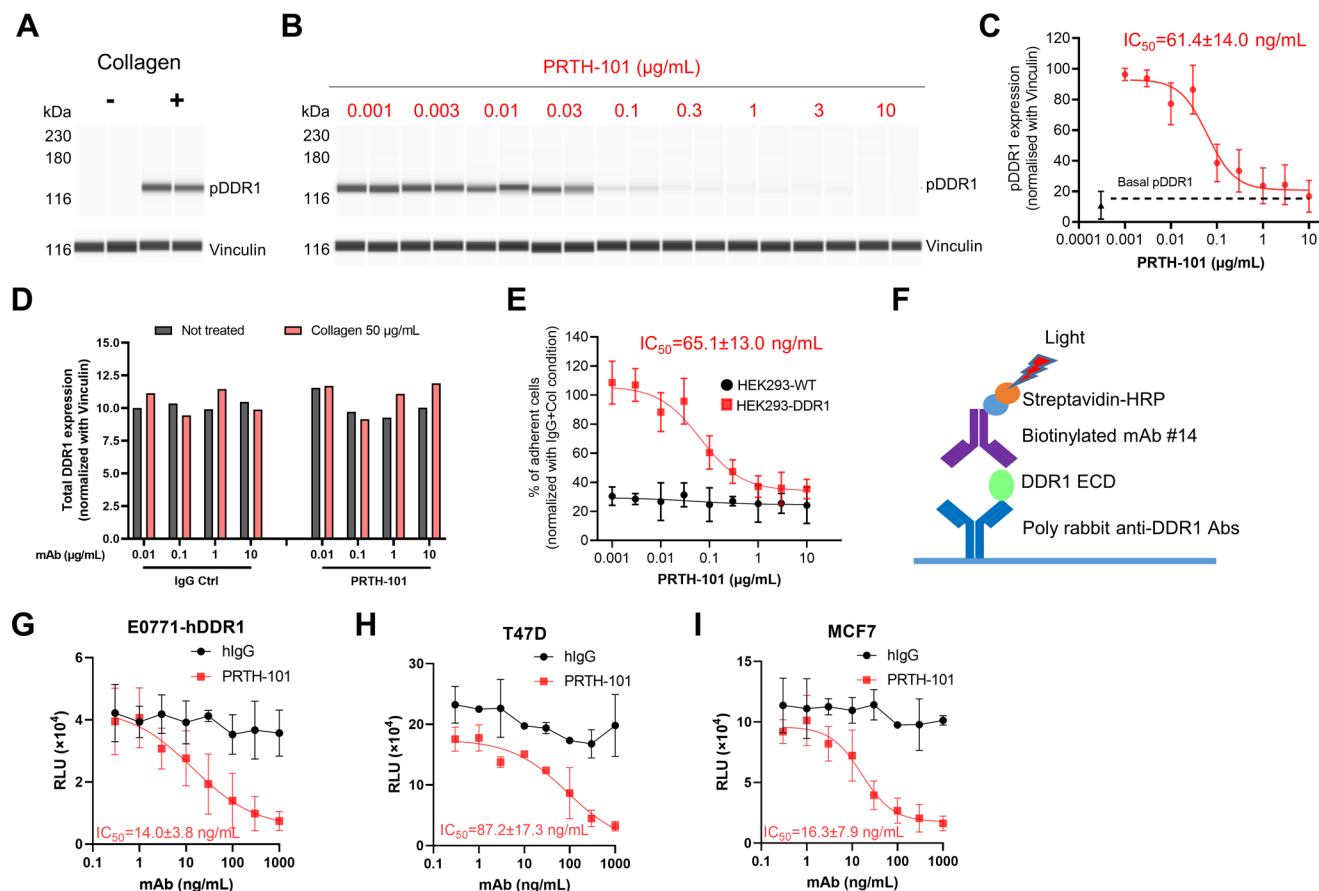 A
Collagen
- +
kDa
230
180
116
pDDR1
116
Vinculin
B
PRTH-101 (µg/mL)
kDa 0.001 0.003 0.01 0.03 0.1 0.3 1 3 10
230
180
116
pDDR1
116
Vinculin
C
IC50=61.4±14.0 ng/mL
pDDR1 expression
(normalised with Vinculin)
100
80
60
40
20
0
Basal pDDR1
0.0001 0.001 0.01 0.1 1 10
PRTH-101 (µg/mL)
D
Not treated Collagen 50 µg/mL
Total DDR1 expression
(normalized with Vinculin)
15.0
12.5
10.0
7.5
5.0
2.5
0.0
mAb (µg/mL) 0.01 0.1 1 10 0.01 0.1 1 10
IgG Ctrl PRTH-101
E
IC50=65.1±13.0 ng/mL
% of adherent cells
(normalized with IgG+Col condition)
140
120
100
80
60
40
20
0
HEK293-WT
HEK293-DDR1
0.001 0.01 0.1 1 10
PRTH-101 (µg/mL)
F
Light
Streptavidin-HRP
Biotinylated mAb #14
DDR1 ECD
Poly rabbit anti-DDR1 Abs
G
E0771-hDDR1
hIgG
PRTH-101
RLU (×10⁴)
6
4
2
0
IC50=14.0±3.8 ng/mL
0.1 1 10 100 1000
mAb (ng/mL)
H
T47D
hIgG
PRTH-101
RLU (×10⁴)
30
20
10
0
IC50=87.2±17.3 ng/mL
0.1 1 10 100 1000
mAb (ng/mL)
I
MCF7
hIgG
PRTH-101
RLU (×10⁴)
15
10
5
0
IC50=16.3±7.9 ng/mL
0.1 1 10 100 1000
mAb (ng/mL)